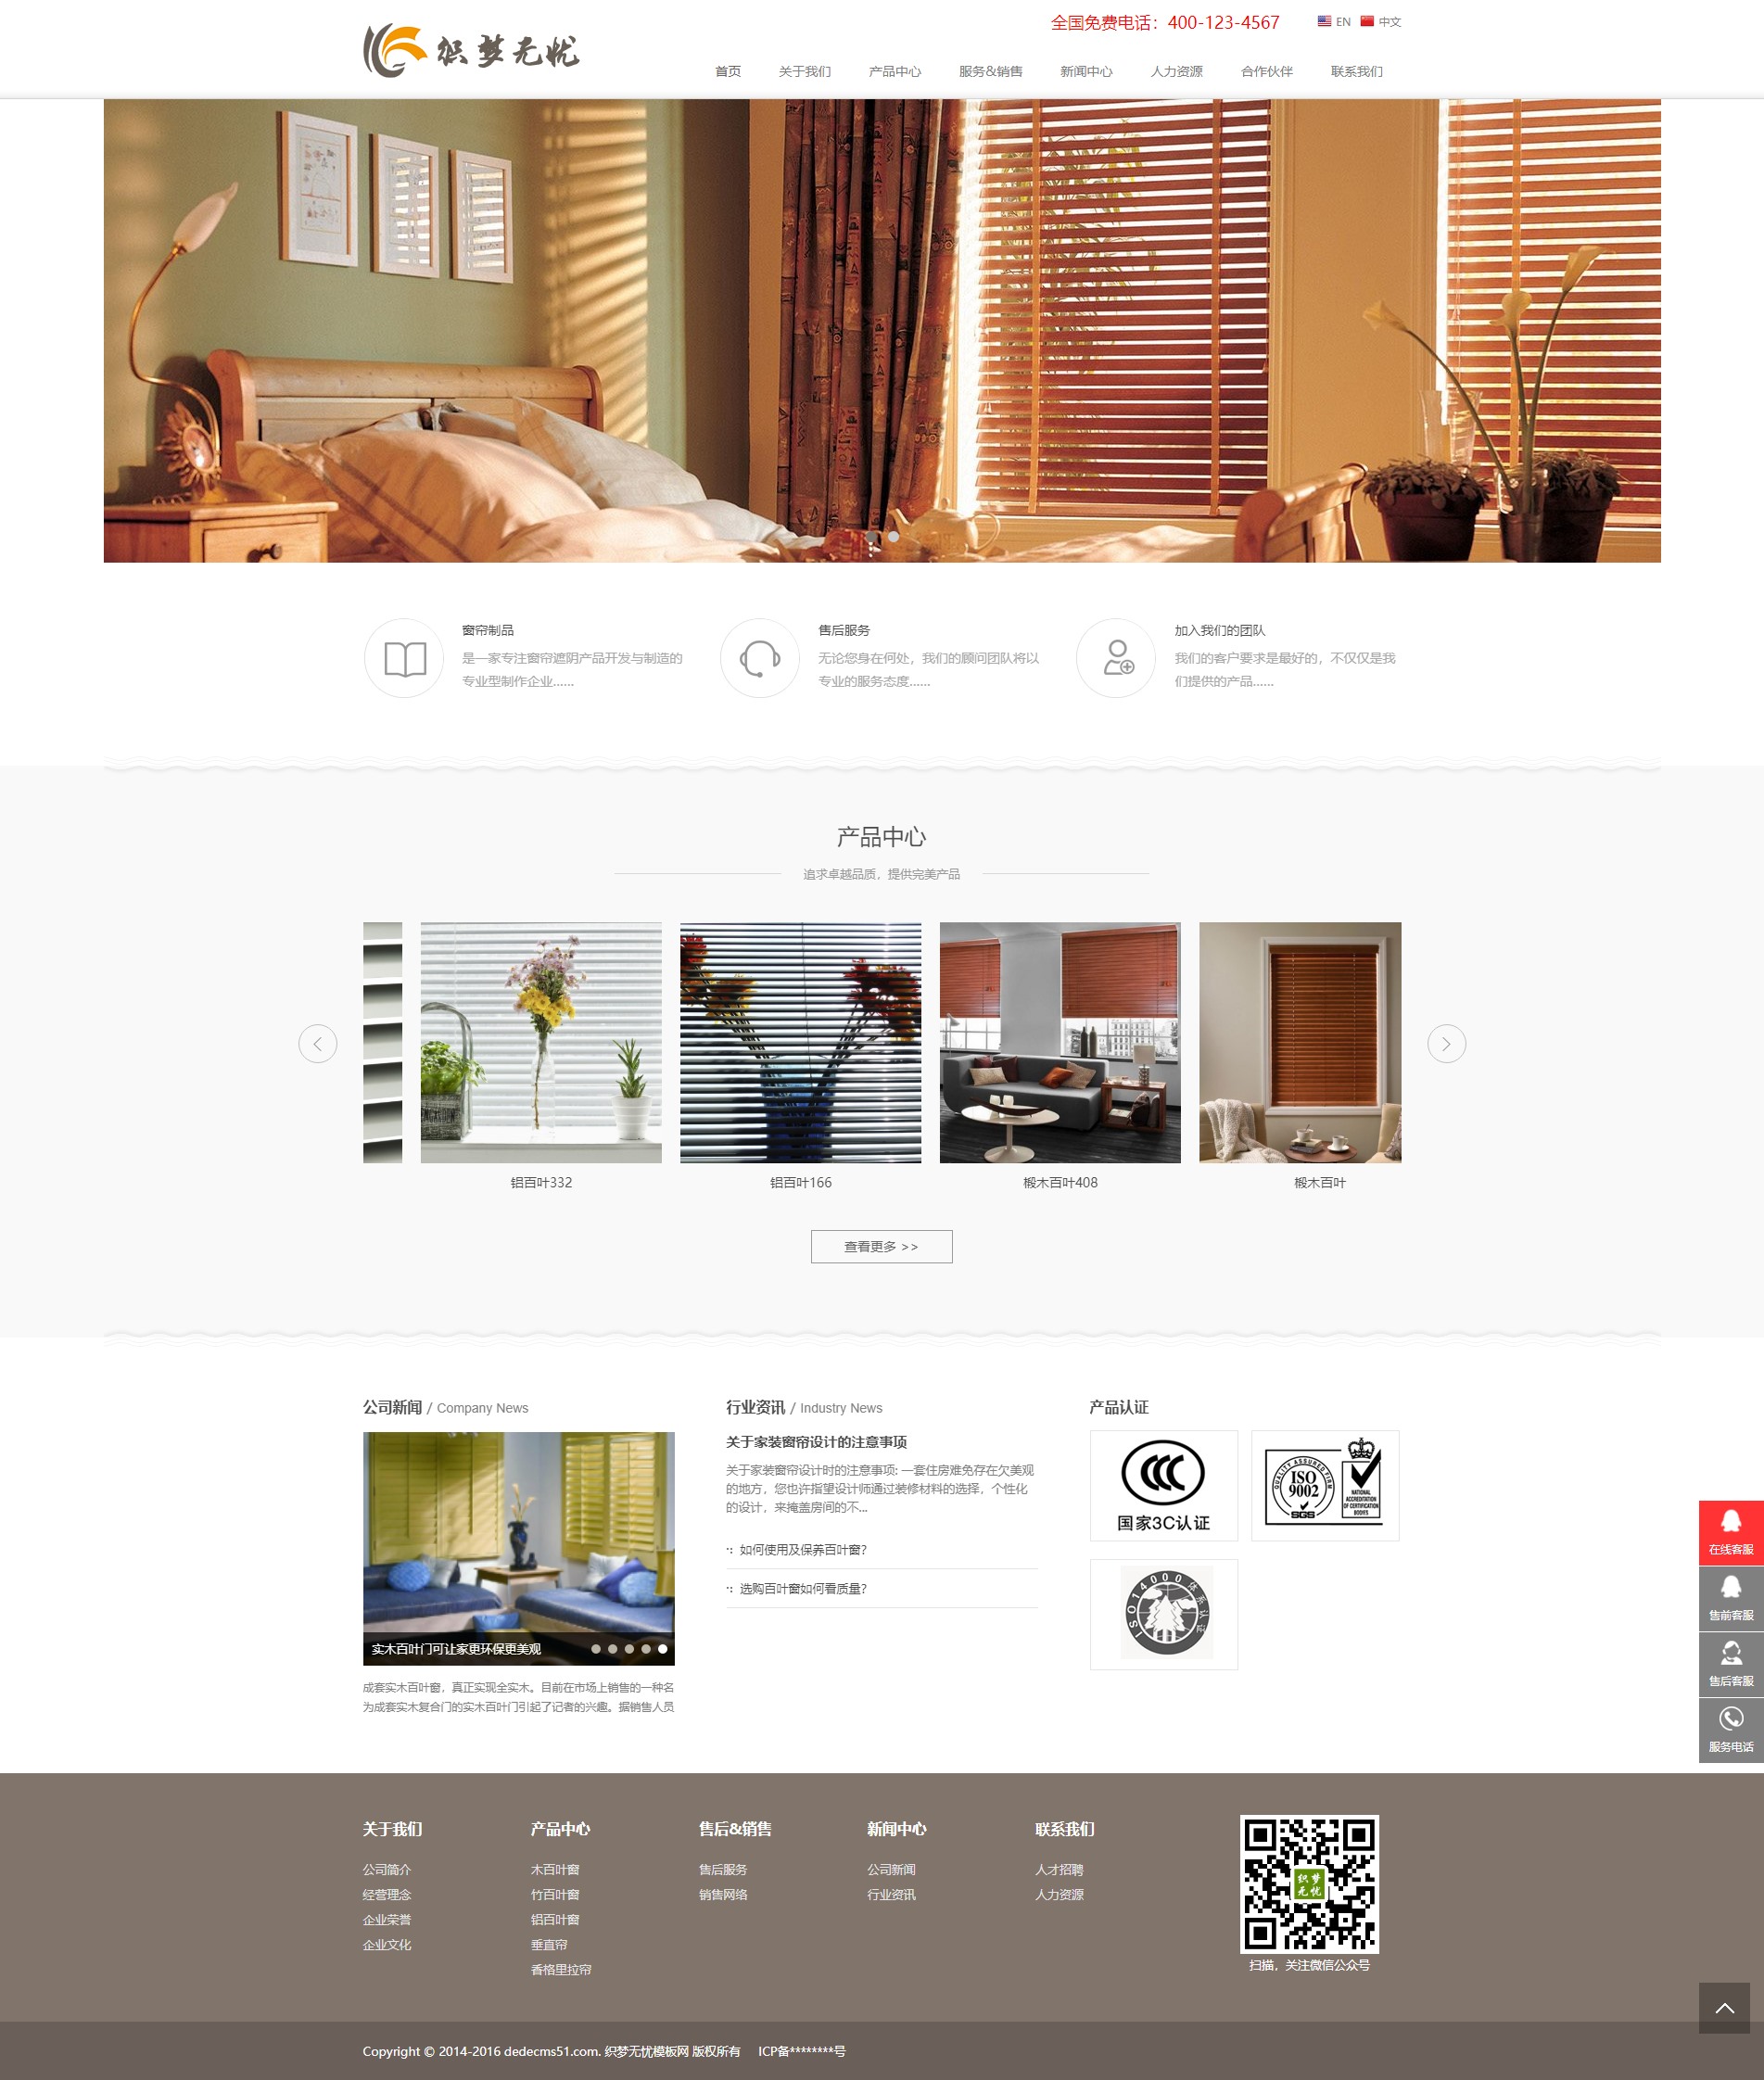 全国免费电话：400-123-4567
EN 中文
织梦无忧
首页 关于我们 产品中心 服务&销售 新闻中心 人力资源 合作伙伴 联系我们
窗帘制品
是一家专注窗帘遮阴产品开发与制造的
专业型制作企业......
售后服务
无论您身在何处，我们的顾问团队将以
专业的服务态度......
加入我们的团队
我们的客户要求是最好的，不仅仅是我
们提供的产品......
产品中心
追求卓越品质，提供完美产品
铝百叶332
铝百叶166
椴木百叶408
椴木百叶
查看更多 >>
公司新闻 / Company News
实木百叶门可让家更环保更美观
成套实木百叶窗，真正实现全实木。目前在市场上销售的一种名
为成套实木复合门的实木百叶门引起了记者的兴趣。据销售人员
行业资讯 / Industry News
关于家装窗帘设计的注意事项
关于家装窗帘设计时的注意事项: 一套住房难免存在欠美观
的地方，您也许指望设计师通过装修材料的选择，个性化
的设计，来掩盖房间的不...
如何使用及保养百叶窗?
选购百叶窗如何看质量?
产品认证
国家3C认证
QUALITY ASSURED FIRM
ISO
9002
SGS
NATIONAL
ACCREDITATION
OF CERTIFICATION
BODIES
ISO14000体系认证
在线客服
售前客服
售后客服
服务电话
关于我们
公司简介
经营理念
企业荣誉
企业文化
产品中心
木百叶窗
竹百叶窗
铝百叶窗
垂直帘
香格里拉帘
售后&销售
售后服务
销售网络
新闻中心
公司新闻
行业资讯
联系我们
人才招聘
人力资源
织梦
无忧
扫描，关注微信公众号
Copyright © 2014-2016 dedecms51.com. 织梦无忧模板网 版权所有 ICP备********号